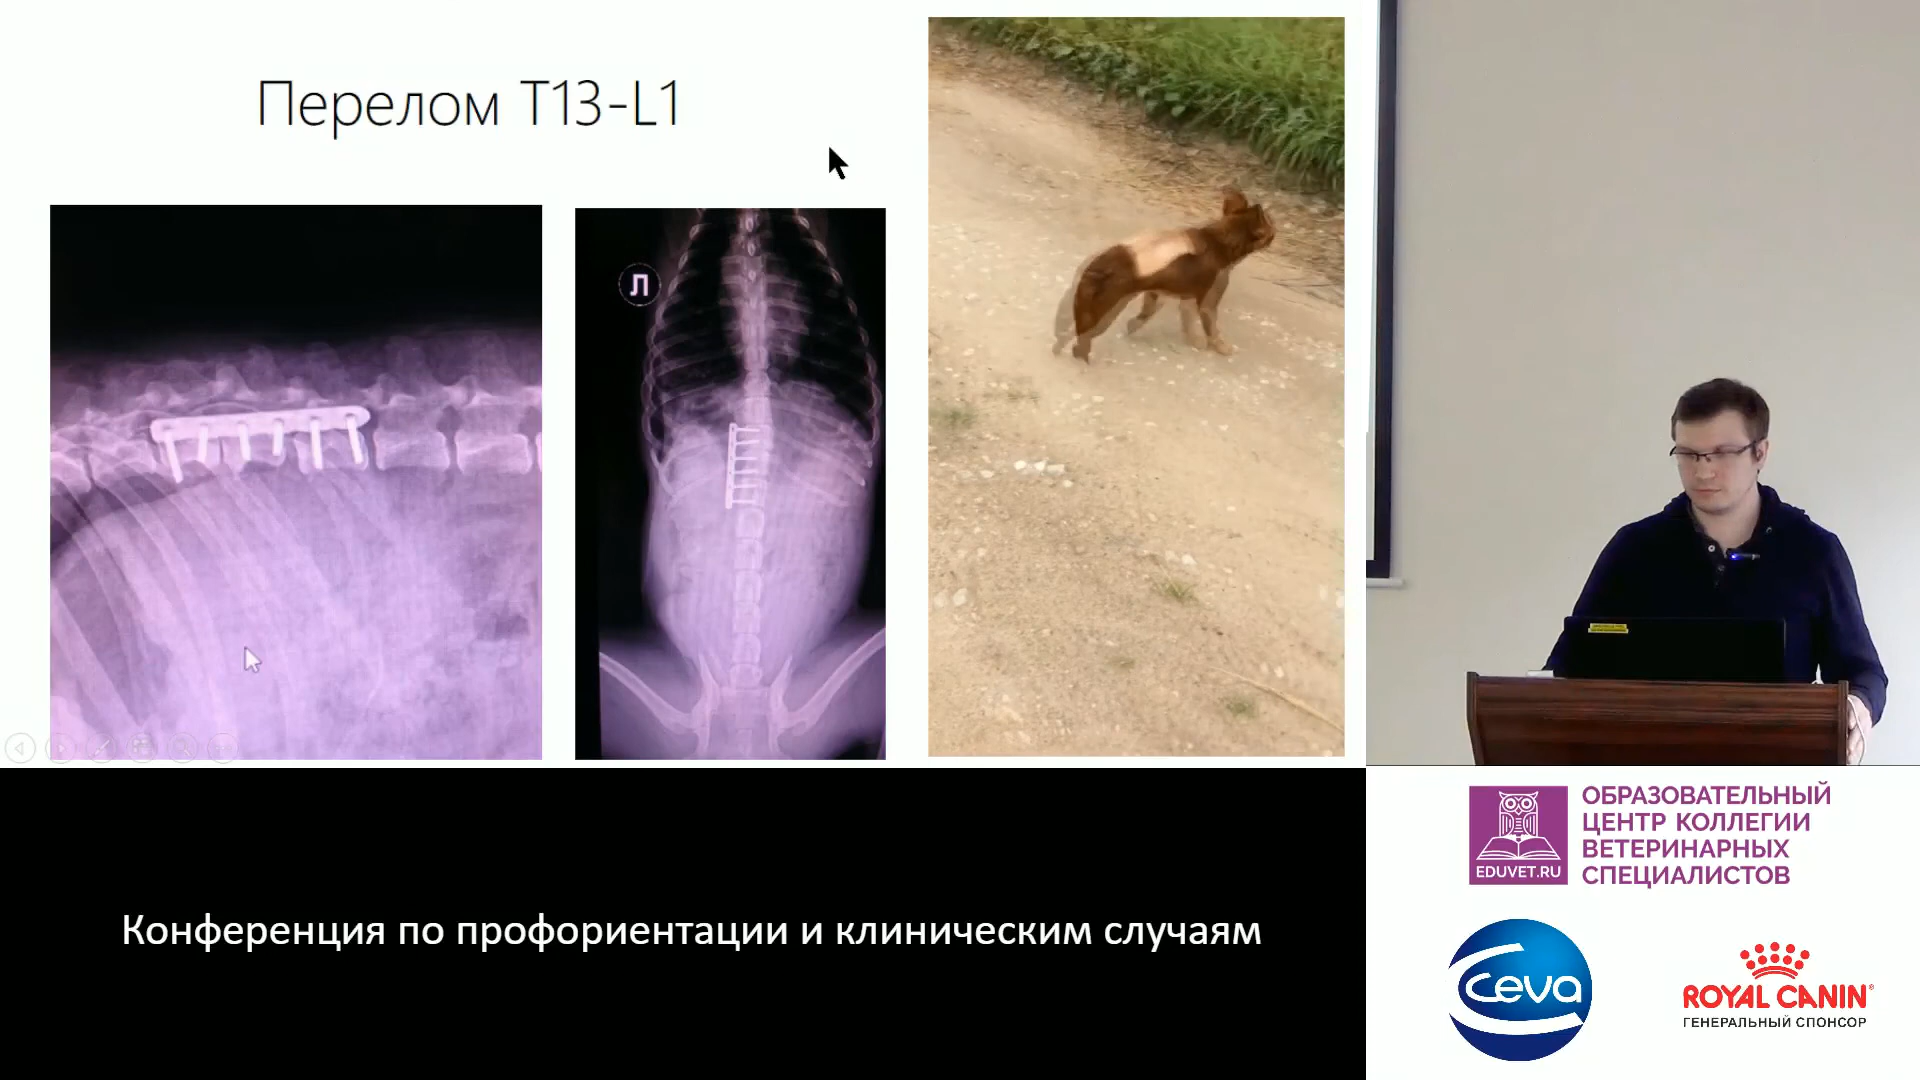 Перелом T13-L1
Л
Конференция по профориентации и клиническим случаям
ОБРАЗОВАТЕЛЬНЫЙ
ЦЕНТР КОЛЛЕГИИ
ВЕТЕРИНАРНЫХ
СПЕЦИАЛИСТОВ
EDUVET.RU
Ceva
ROYAL CANIN
ГЕНЕРАЛЬНЫЙ СПОНСОР